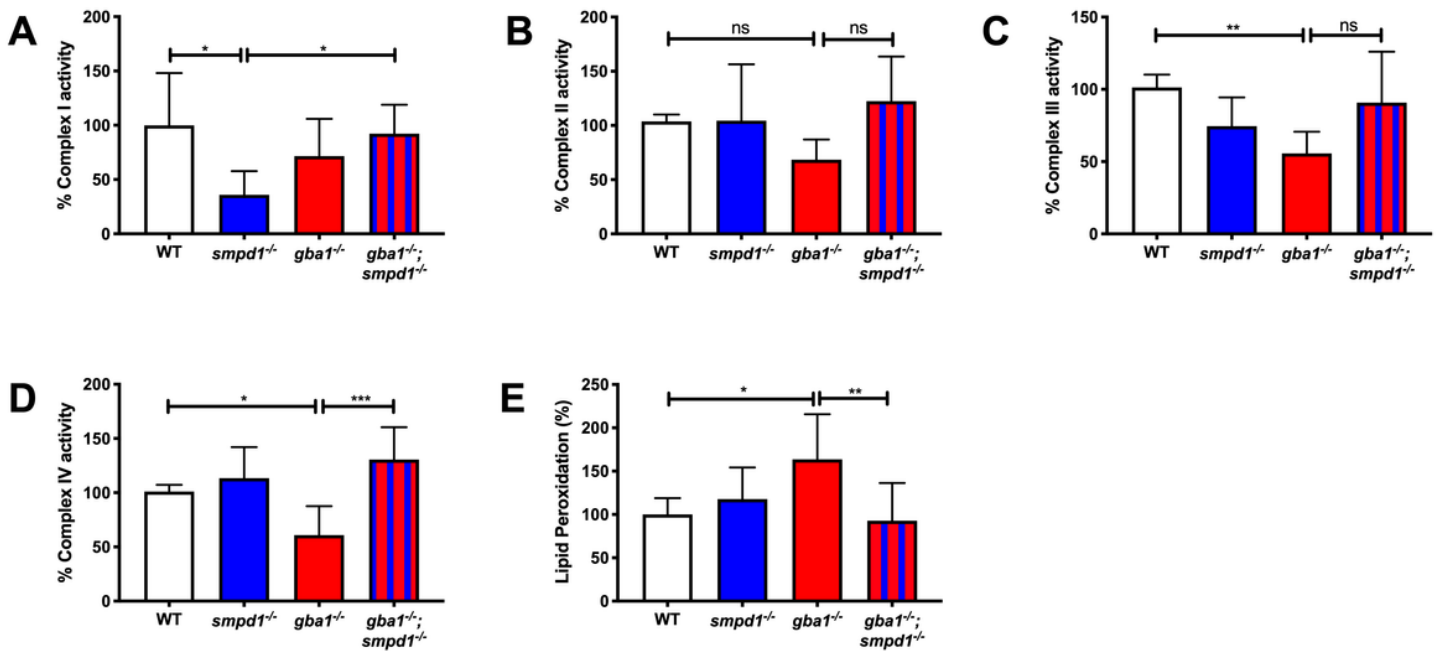 A
% Complex I activity
200
150
100
50
0
*
*
WT
smpd1-/-
gba1-/-
gba1-/-;
smpd1-/-
B
% Complex II activity
200
150
100
50
0
ns
ns
WT
smpd1-/-
gba1-/-
gba1-/-;
smpd1-/-
C
% Complex III activity
150
100
50
0
**
ns
WT
smpd1-/-
gba1-/-
gba1-/-;
smpd1-/-
D
% Complex IV activity
200
150
100
50
0
*
***
WT
smpd1-/-
gba1-/-
gba1-/-;
smpd1-/-
E
Lipid Peroxidation (%)
250
200
150
100
50
0
*
**
WT
smpd1-/-
gba1-/-
gba1-/-;
smpd1-/-